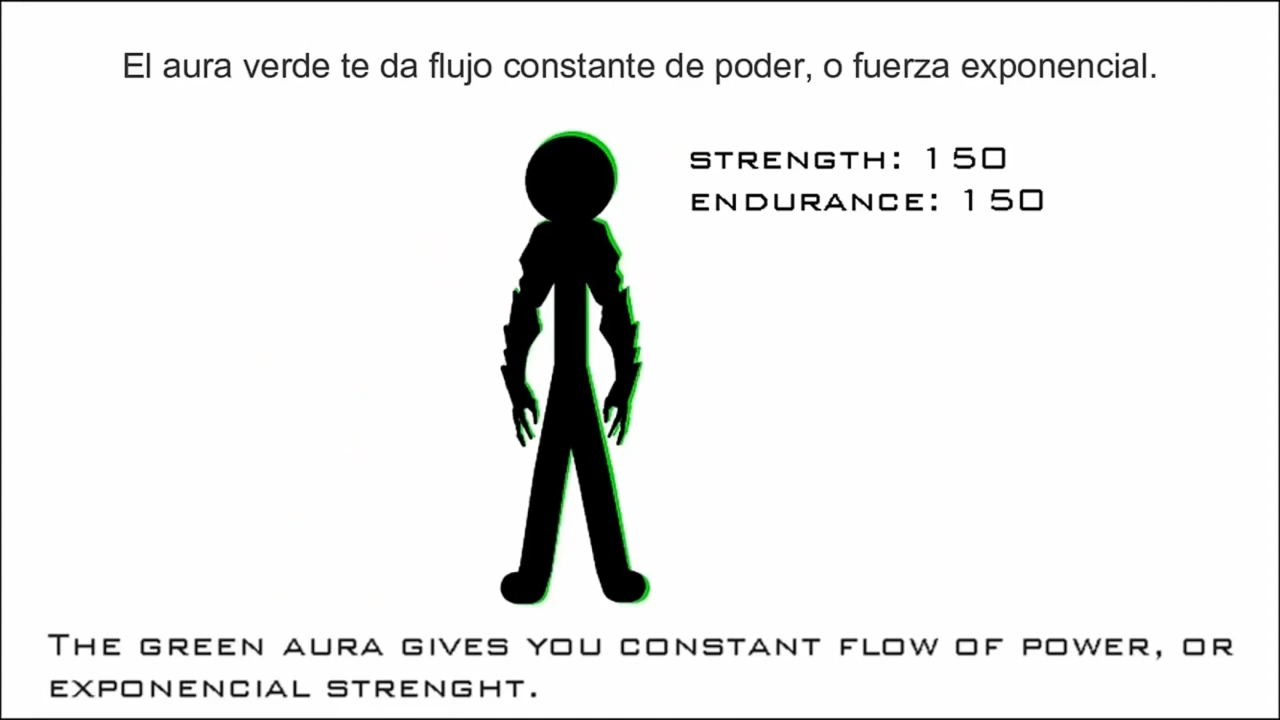 El aura verde te da flujo constante de poder, o fuerza exponencial.
STRENGTH: 150
ENDURANCE: 150
THE GREEN AURA GIVES YOU CONSTANT FLOW OF POWER, OR
EXPONENCIAL STRENGHT.